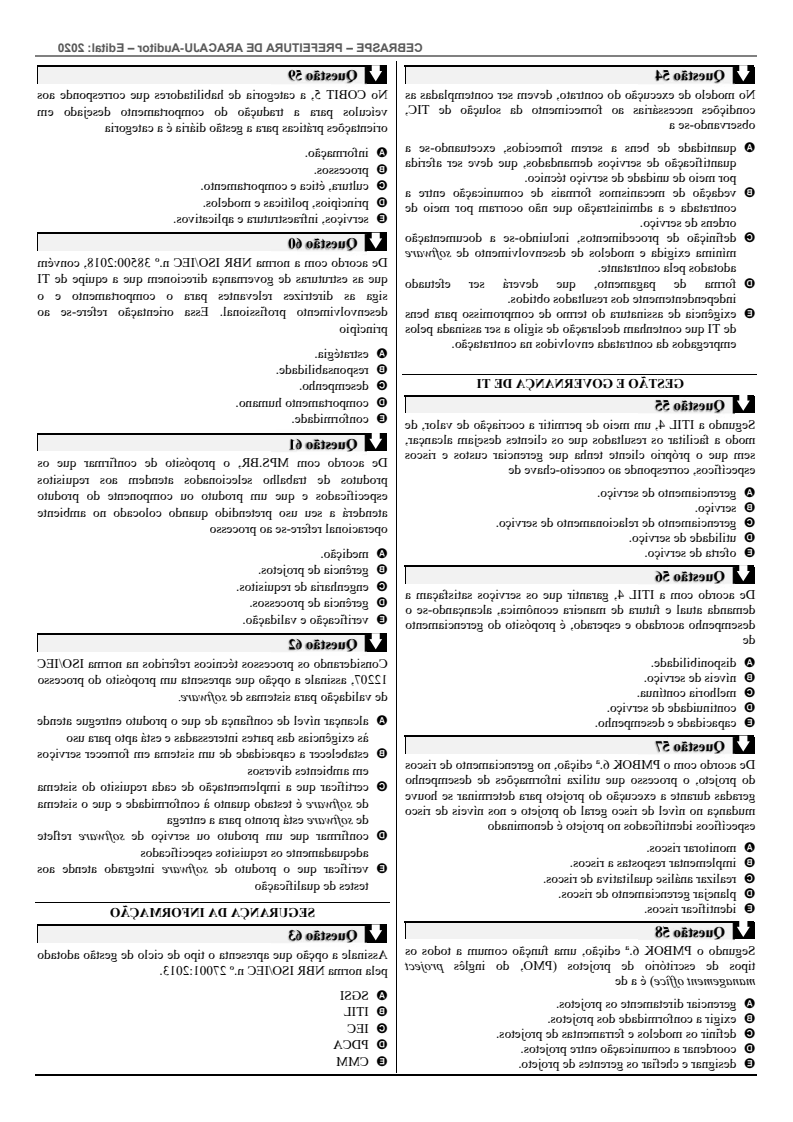 CEBRASPE – PREFEITURA DE ARACAJU-Auditor – Edital: 2020
Questão 54
No modelo de execução do contrato, devem ser contempladas as
condições necessárias ao fornecimento da solução de TIC,
observando-se a
A quantidade de bens a serem fornecidos, excetuando-se a
quantificação de serviços demandados, que deve ser aferida
por meio de unidade de serviço técnico.
B vedação de mecanismos formais de comunicação entre a
contratada e a administração que não ocorram por meio de
ordens de serviço.
C definição de procedimentos, incluindo-se a documentação
mínima exigida e modelos de desenvolvimento de software
adotados pela contratante.
D forma de pagamento, que deverá ser efetuado
independentemente dos resultados obtidos.
E exigência de assinatura do termo de compromisso para bens
de TI que contenham declaração de sigilo a ser assinada pelos
empregados da contratada envolvidos na contratação.
GESTÃO E GOVERNANÇA DE TI
Questão 55
Segundo a ITIL 4, um meio de permitir a cocriação de valor, de
modo a facilitar os resultados que os clientes desejam alcançar,
sem que o próprio cliente tenha que gerenciar custos e riscos
específicos, corresponde ao conceito-chave de
A gerenciamento de serviço.
B serviço.
C gerenciamento de relacionamento de serviço.
D utilidade de serviço.
E oferta de serviço.
Questão 56
De acordo com a ITIL 4, garantir que os serviços satisfaçam a
demanda atual e futura de maneira econômica, alcançando-se o
desempenho acordado e esperado, é propósito do gerenciamento
de
A disponibilidade.
B níveis de serviço.
C melhoria contínua.
D continuidade de serviço.
E capacidade e desempenho.
Questão 57
De acordo com o PMBOK 6.ª edição, no gerenciamento de riscos
do projeto, o processo que utiliza informações de desempenho
geradas durante a execução do projeto para determinar se houve
mudança no nível de risco geral do projeto e nos níveis de risco
específicos identificados no projeto é denominado
A monitorar riscos.
B implementar respostas a riscos.
C realizar análise qualitativa de riscos.
D planejar gerenciamento de riscos.
E identificar riscos.
Questão 58
Segundo o PMBOK 6.ª edição, uma função comum a todos os
tipos de escritório de projetos (PMO, do inglês project
management office) é a de
A gerenciar diretamente os projetos.
B exigir a conformidade dos projetos.
C definir os modelos e ferramentas de projetos.
D coordenar a comunicação entre projetos.
E designar e chefiar os gerentes de projeto.
Questão 59
No COBIT 5, a categoria de habilitadores que corresponde aos
veículos para a tradução do comportamento desejado em
orientações práticas para a gestão diária é a categoria
A informação.
B processos.
C cultura, ética e comportamento.
D princípios, políticas e modelos.
E serviços, infraestrutura e aplicativos.
Questão 60
De acordo com a norma NBR ISO/IEC n.º 38500:2018, convém
que as estruturas de governança direcionem que a equipe de TI
siga as diretrizes relevantes para o comportamento e o
desenvolvimento profissional. Essa orientação refere-se ao
princípio
A estratégia.
B responsabilidade.
C desempenho.
D comportamento humano.
E conformidade.
Questão 61
De acordo com MPS.BR, o propósito de confirmar que os
produtos de trabalho selecionados atendem aos requisitos
especificados e que um produto ou componente do produto
atenderá a seu uso pretendido quando colocado no ambiente
operacional refere-se ao processo
A medição.
B gerência de projetos.
C engenharia de requisitos.
D gerência de processos.
E verificação e validação.
Questão 62
Considerando os processos técnicos referidos na norma ISO/IEC
12207, assinale a opção que apresenta um propósito do processo
de validação para sistemas de software.
A alcançar nível de confiança de que o produto entregue atende
às exigências das partes interessadas e está apto para uso
B estabelecer a capacidade de um sistema em fornecer serviços
em ambientes diversos
C certificar que a implementação de cada requisito do sistema
de software é testado quanto à conformidade e que o sistema
de software está pronto para a entrega
D confirmar que um produto ou serviço de software reflete
adequadamente os requisitos especificados
E verificar que o produto de software integrado atende aos
testes de qualificação
SEGURANÇA DA INFORMAÇÃO
Questão 63
Assinale a opção que apresenta o tipo de ciclo de gestão adotado
pela norma NBR ISO/IEC n.º 27001:2013.
A SGSI
B ITIL
C IEC
D PDCA
E CMM